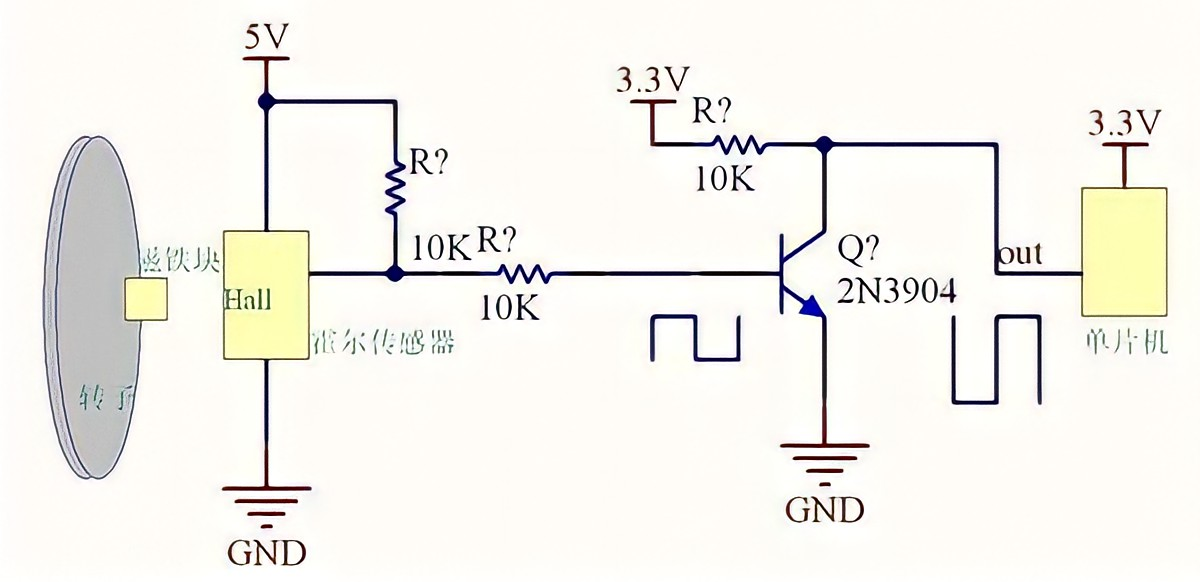 5V
3.3V
R?
3.3V
R?
10K
磁铁块
10K
R?
Q?
out
Hall
10K
2N3904
霍尔传感器
单片机
转子
GND
GND